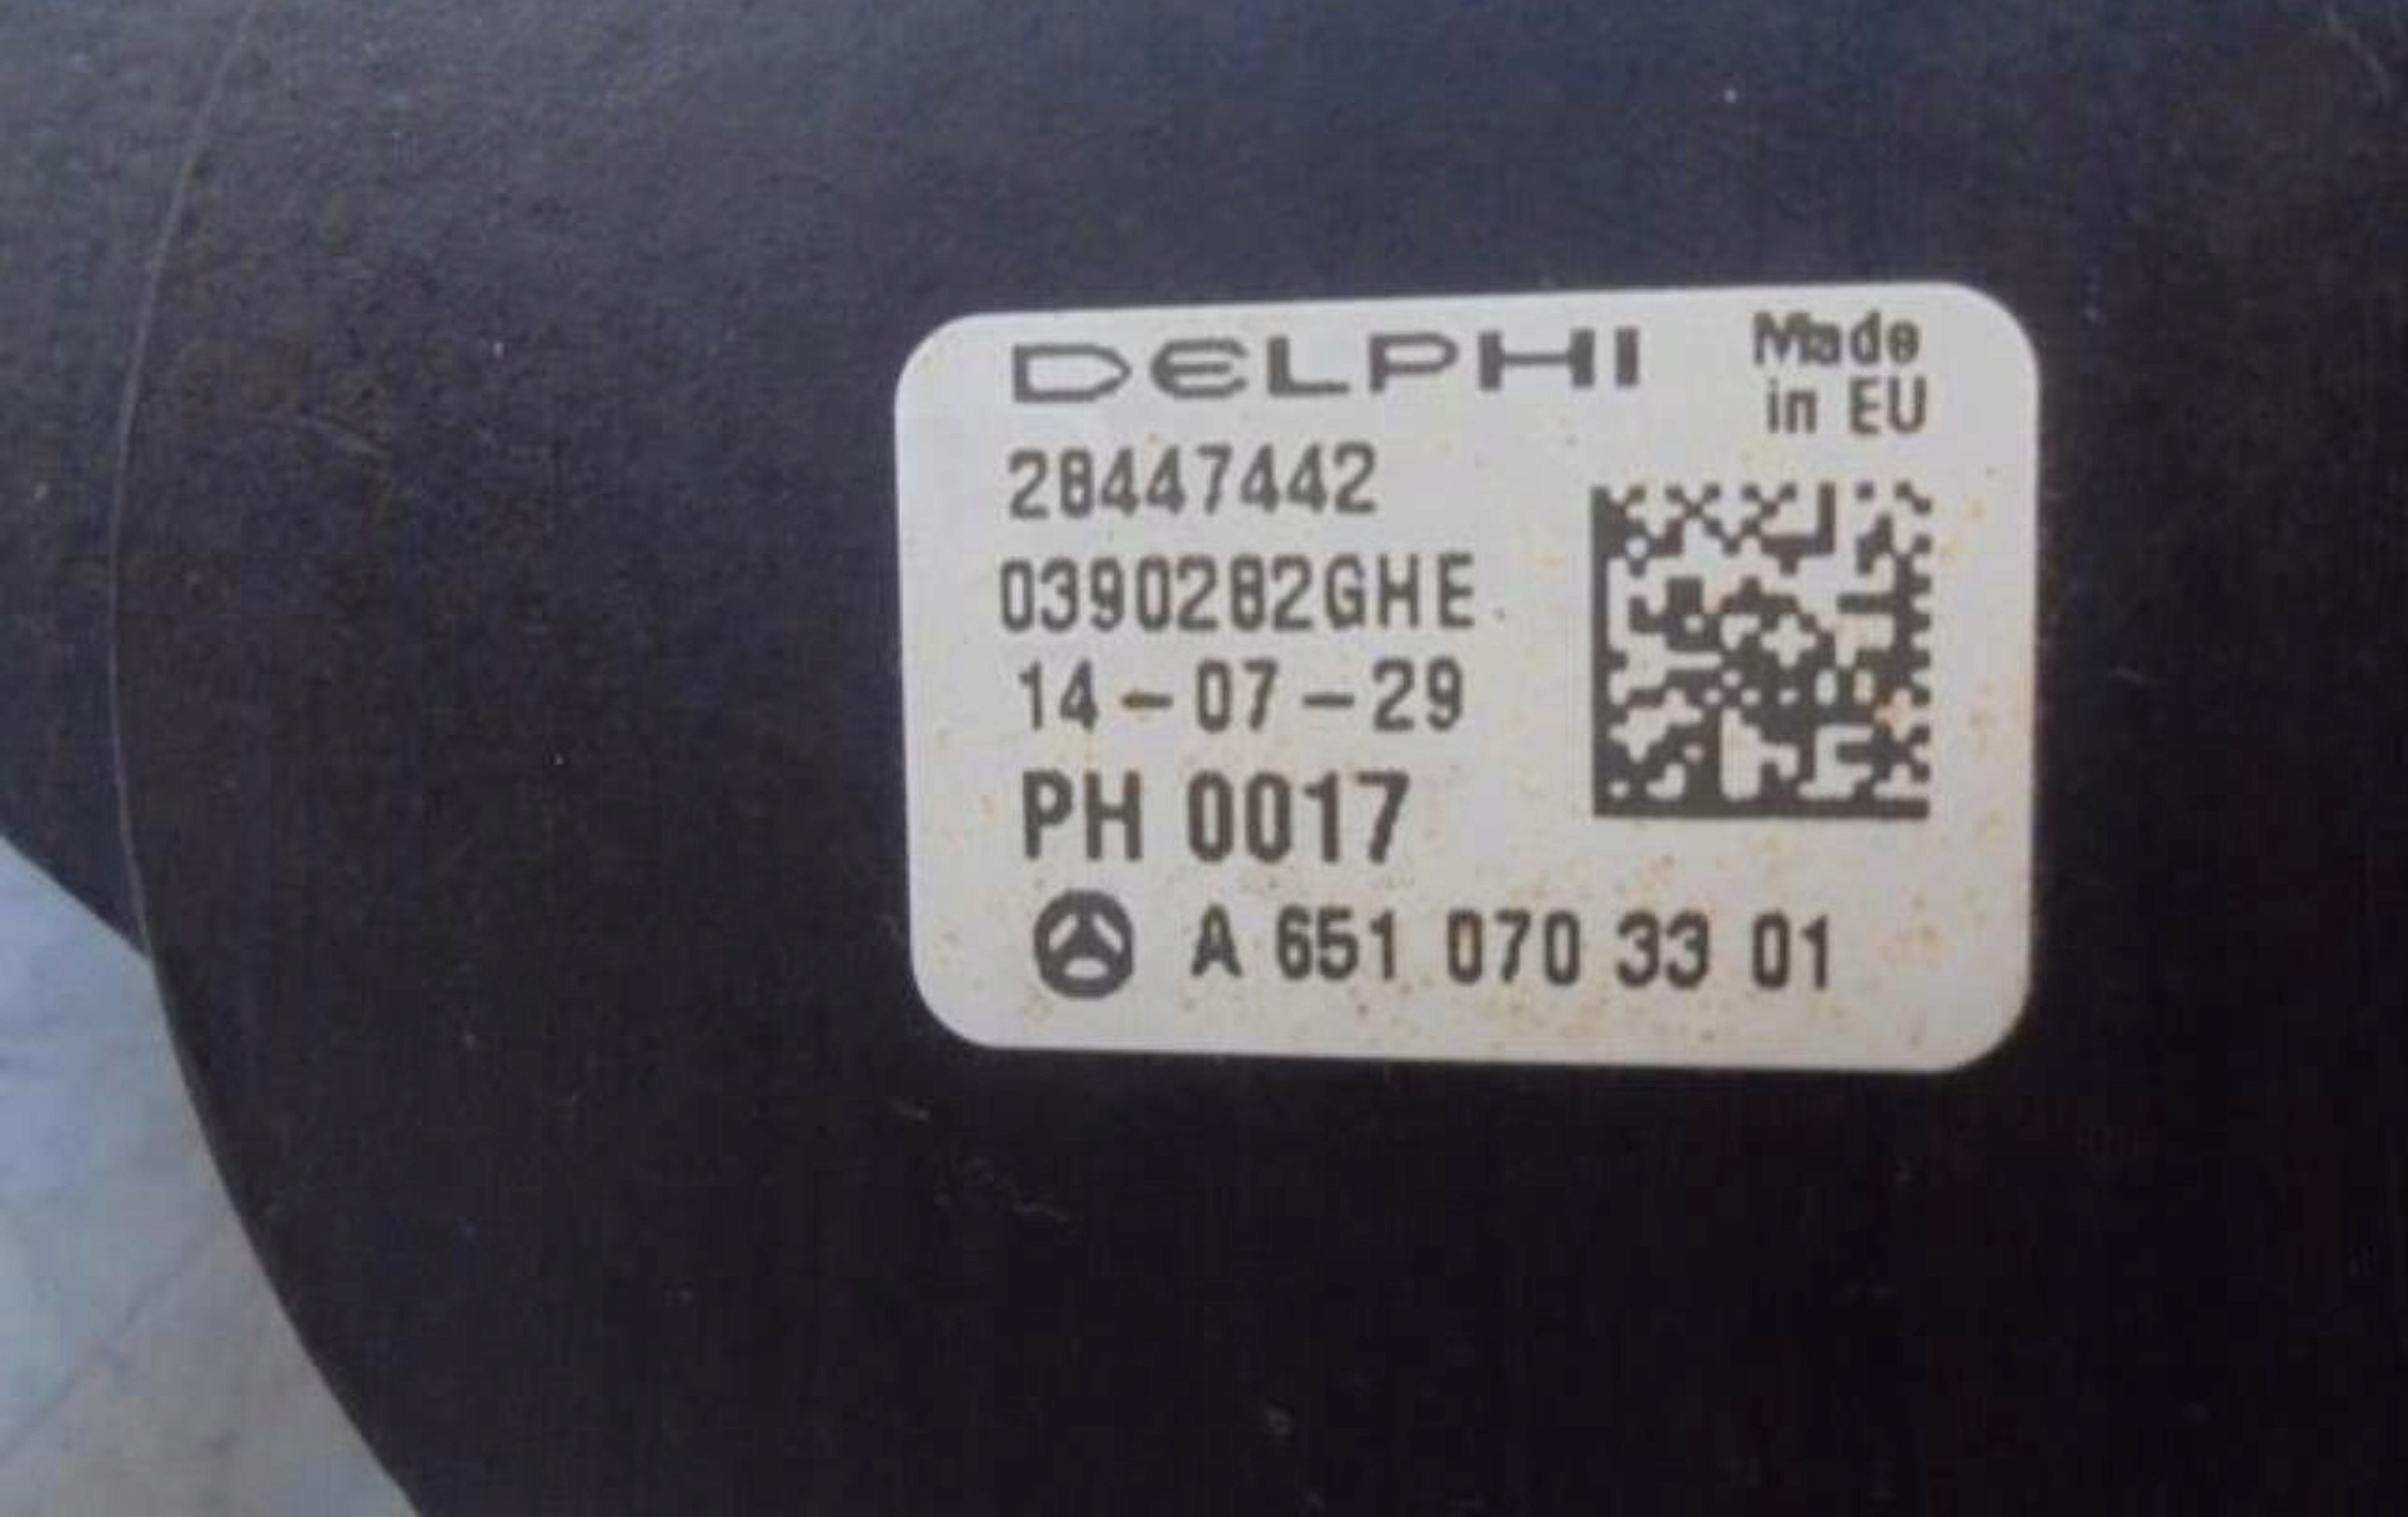 DELPHI
Made
in EU
28447442
0390282GHE
14-07-29
PH 0017
A 651 070 33 01